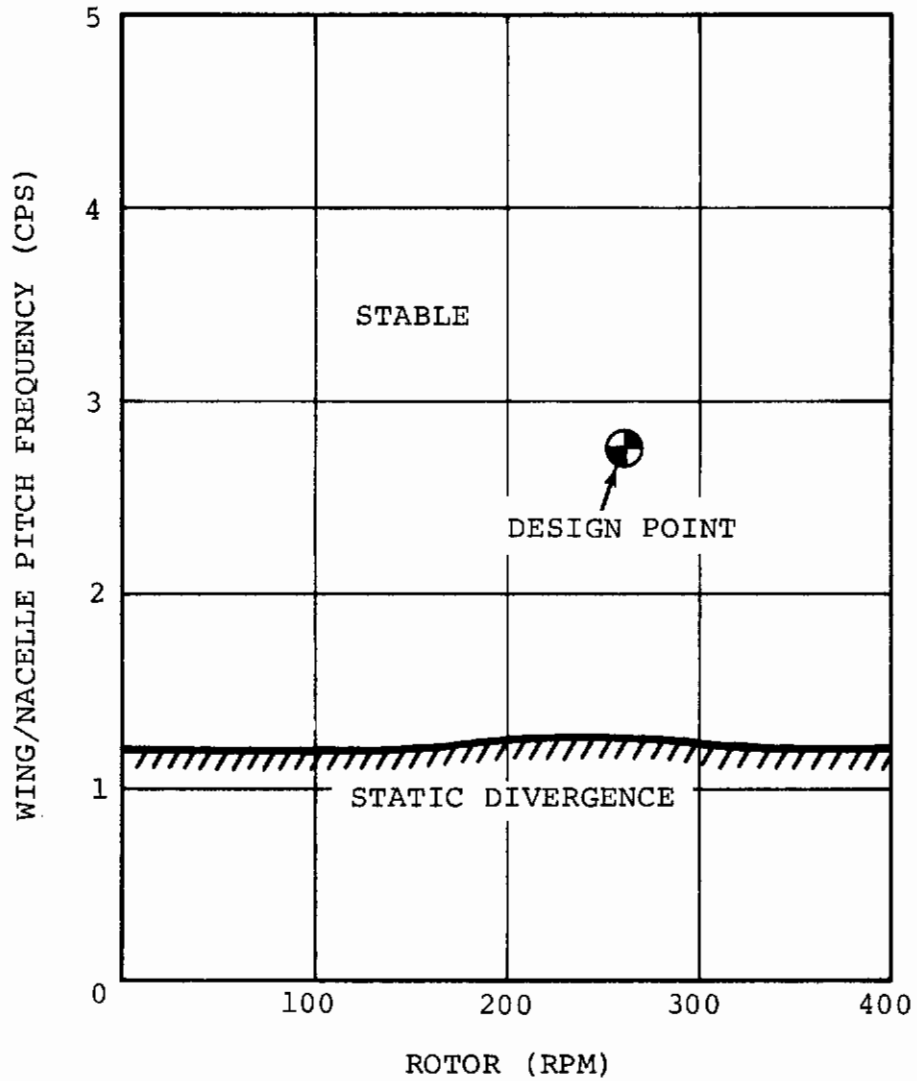 5
4
3
2
1
0
WING/NACELLE PITCH FREQUENCY (CPS)
STABLE
DESIGN POINT
STATIC DIVERGENCE
100
200
300
400
ROTOR (RPM)